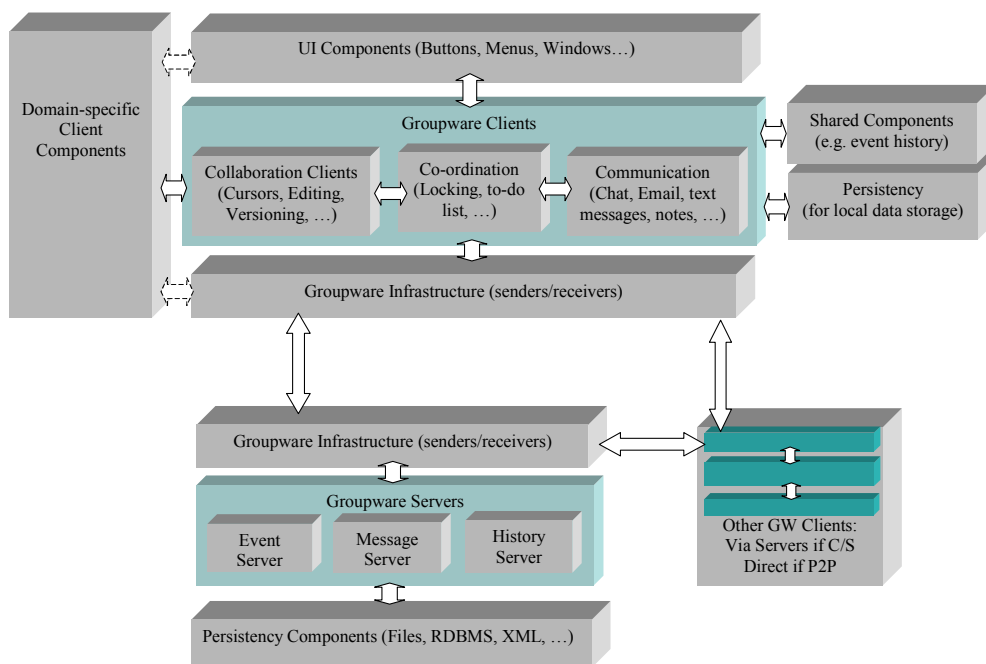 UI Components (Buttons, Menus, Windows…)
Domain-specific
Client
Components
Groupware Clients
Collaboration Clients
(Cursors, Editing,
Versioning, …)
Co-ordination
(Locking, to-do
list, …)
Communication
(Chat, Email, text
messages, notes, …)
Shared Components
(e.g. event history)
Persistency
(for local data storage)
Groupware Infrastructure (senders/receivers)
Groupware Infrastructure (senders/receivers)
Groupware Servers
Event
Server
Message
Server
History
Server
Other GW Clients:
Via Servers if C/S
Direct if P2P
Persistency Components (Files, RDBMS, XML, …)